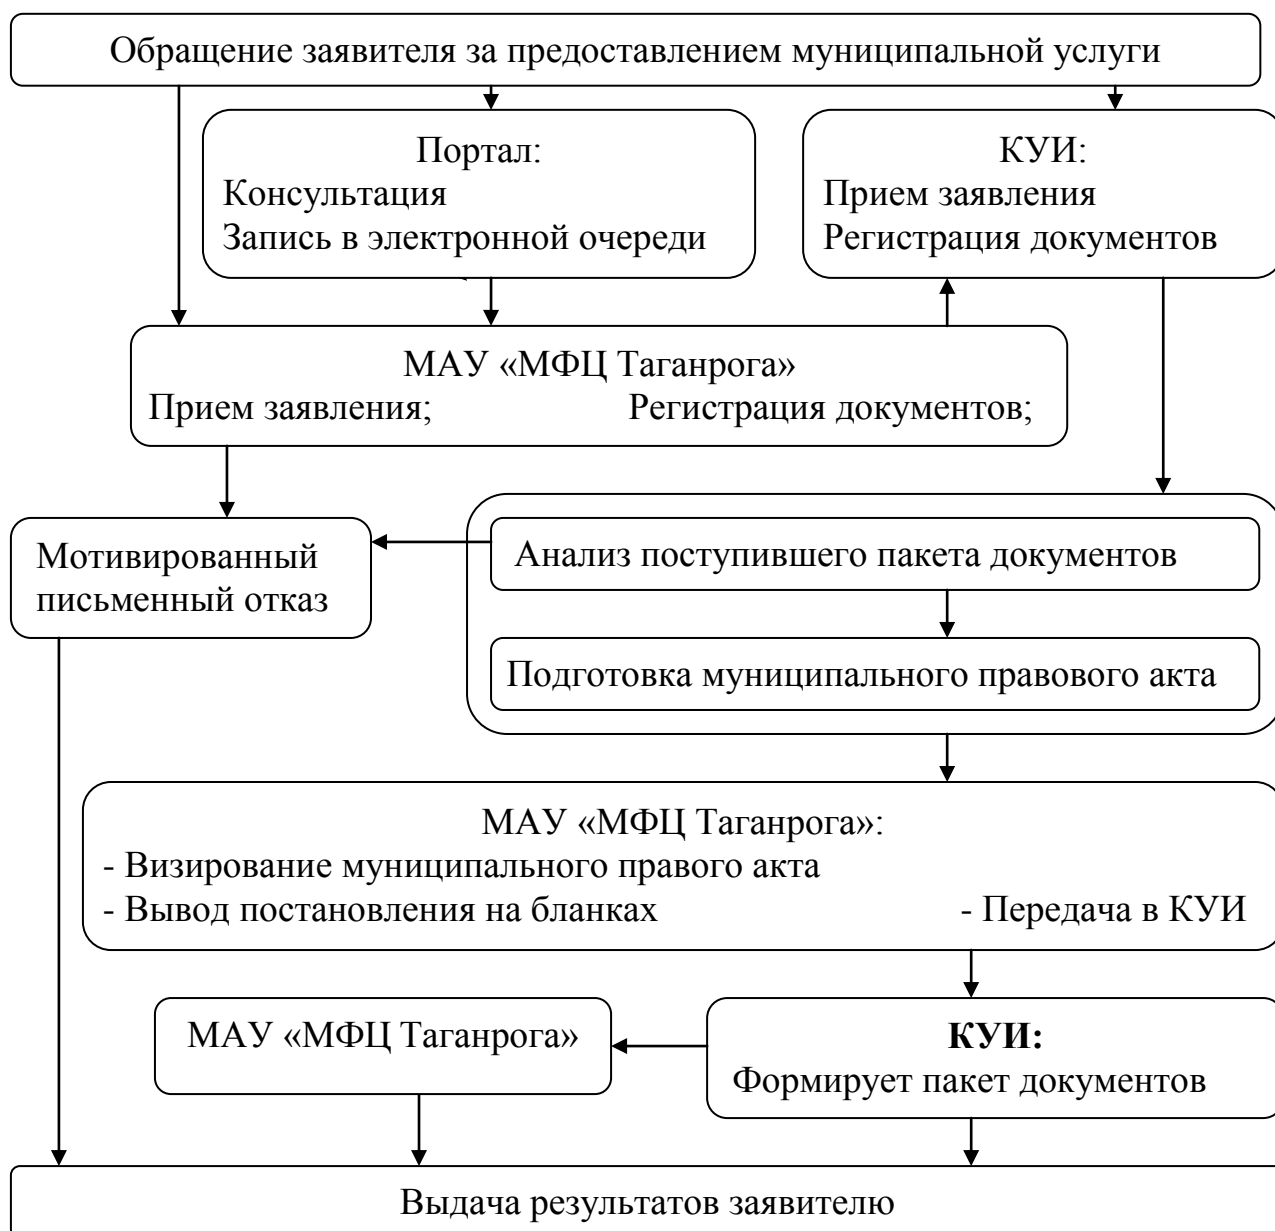 Обращение заявителя за предоставлением муниципальной услуги
Портал:
Консультация
Запись в электронной очереди
КУИ:
Прием заявления
Регистрация документов
МАУ «МФЦ Таганрога»
Прием заявления; Регистрация документов;
Мотивированный
письменный отказ
Анализ поступившего пакета документов
Подготовка муниципального правового акта
МАУ «МФЦ Таганрога»:
- Визирование муниципального правого акта
- Вывод постановления на бланках - Передача в КУИ
МАУ «МФЦ Таганрога»
КУИ:
Формирует пакет документов
Выдача результатов заявителю